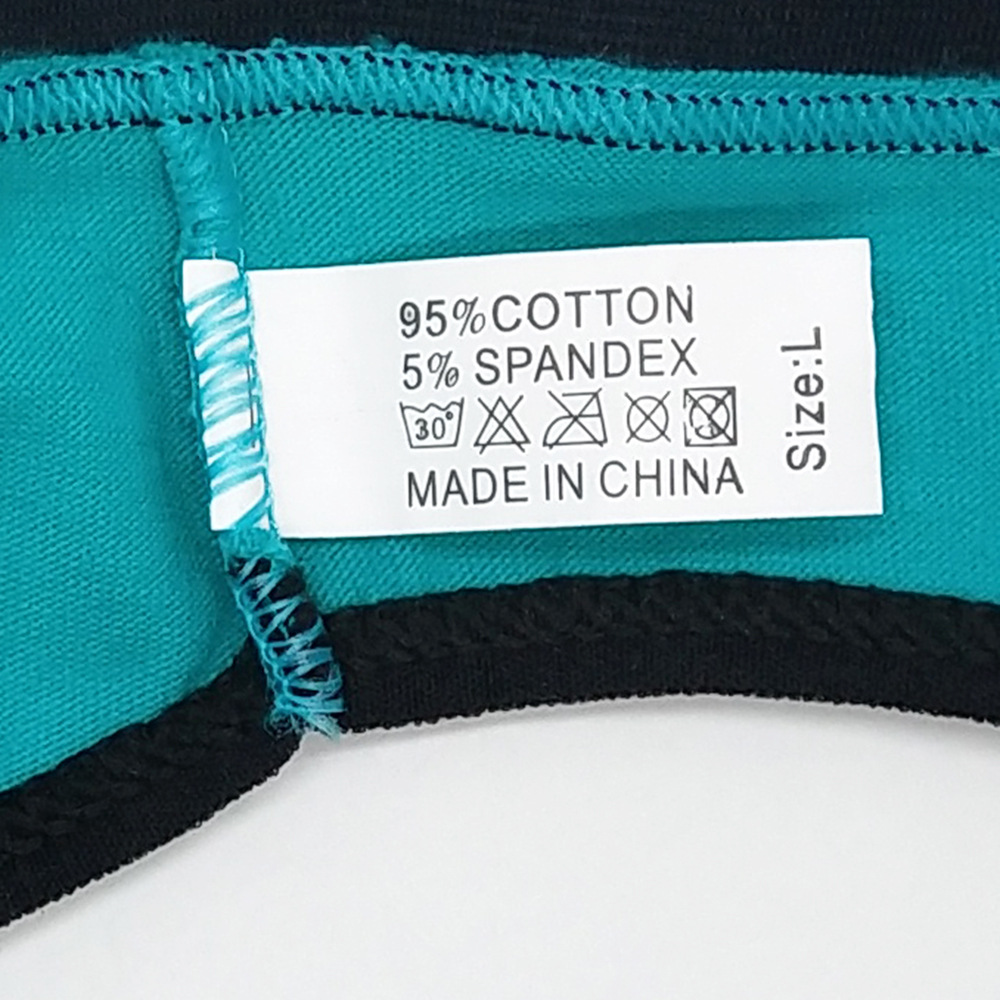 95%COTTON
5% SPANDEX
30°
MADE IN CHINA
Size:L